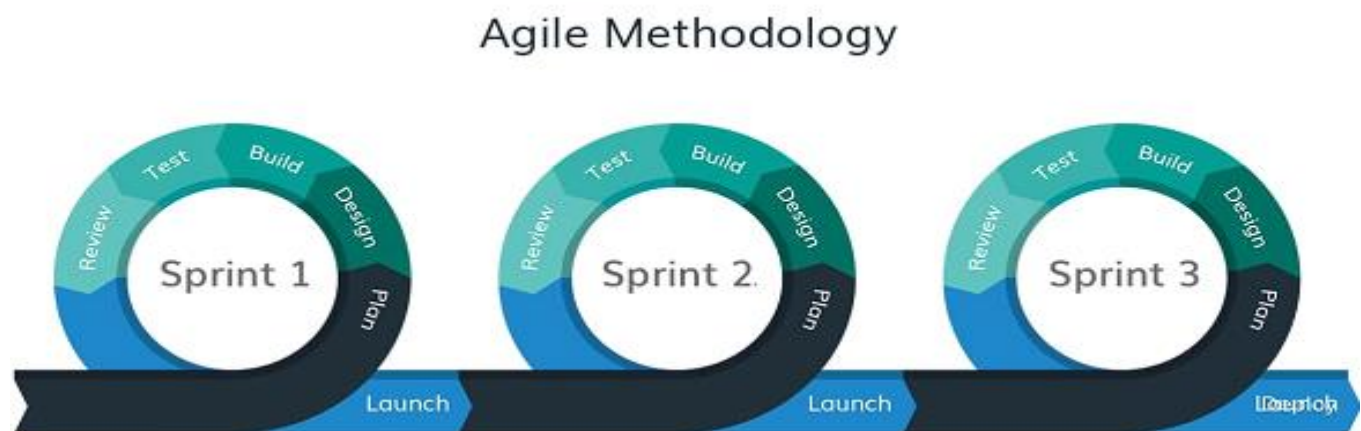 Agile Methodology
Test
Build
Review
Design
Sprint 1
Plan
Launch
Test
Build
Review
Design
Sprint 2.
Plan
Launch
Test
Build
Review
Design
Sprint 3
Plan